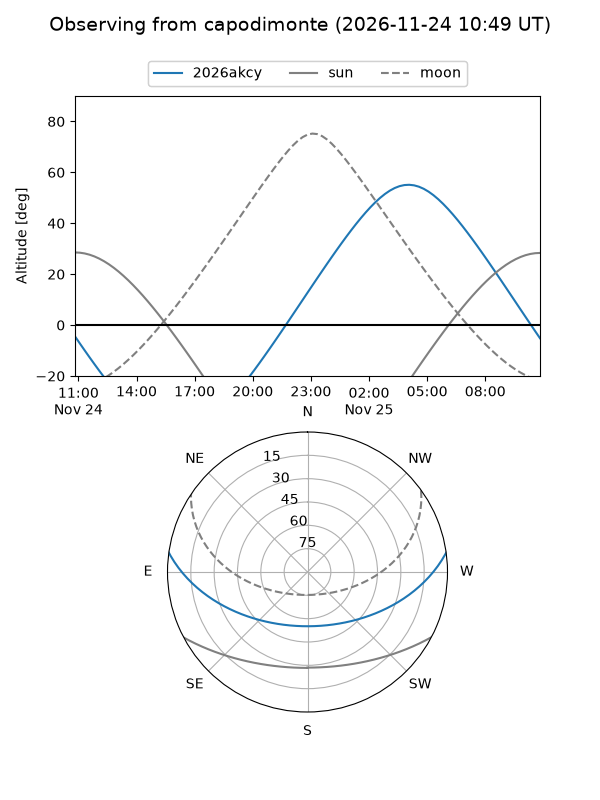 Observing from capodimonte (2026-11-24 10:49 UT)
2026akcy sun moon
80
60
40
20
0
−20
Altitude [deg]
11:00 14:00 17:00 20:00 23:00 02:00 05:00 08:00
Nov 24 Nov 25
N
NE NW
15
30
45
60
75
E W
SE SW
S